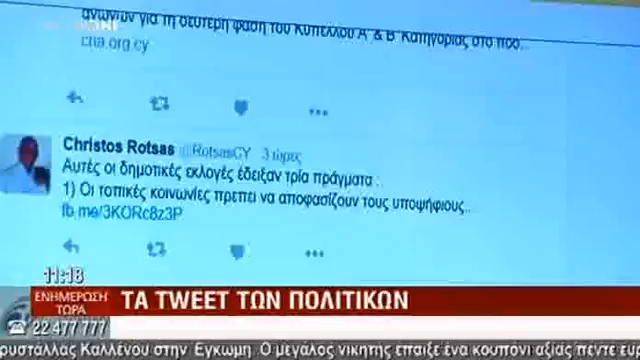 ανωνιών για τη δεύτερη φάση του Κυπέλλου Α' & Β' Κατηγορίας στο προ...
cna.org.cy
Christos Rotsas @RotsasCY 3 ώρες
Αυτές οι δημοτικές εκλογές έδειξαν τρία πράγματα :
1) Οι τοπικές κοινωνίες πρέπει να αποφασίζουν τους υποψήφιους..
fb.me/3KORc8z3P
11:18
ΕΝΗΜΕΡΩΣΗ
ΤΩΡΑ
ΤΑ TWEET ΤΩΝ ΠΟΛΙΤΙΚΩΝ
22 477 777
ρυστάλλας Καλλένου στην Έγκωμη. Ο μεγάλος νικητής έπαιξε ένα κουπόνι αξίας πέντε ευ